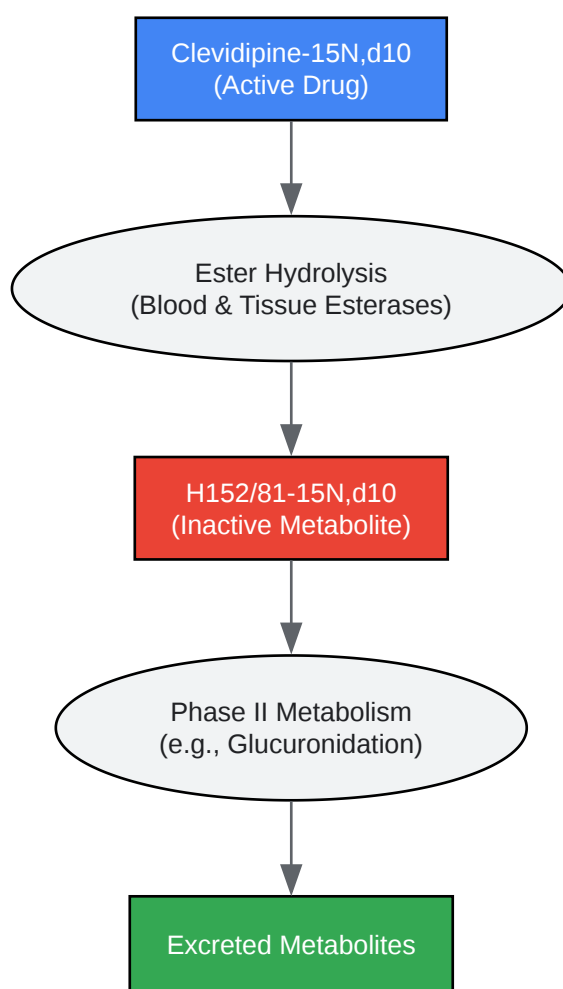 Clevidipine-15N,d10
(Active Drug)
Ester Hydrolysis
(Blood & Tissue Esterases)
H152/81-15N,d10
(Inactive Metabolite)
Phase II Metabolism
(e.g., Glucuronidation)
Excreted Metabolites